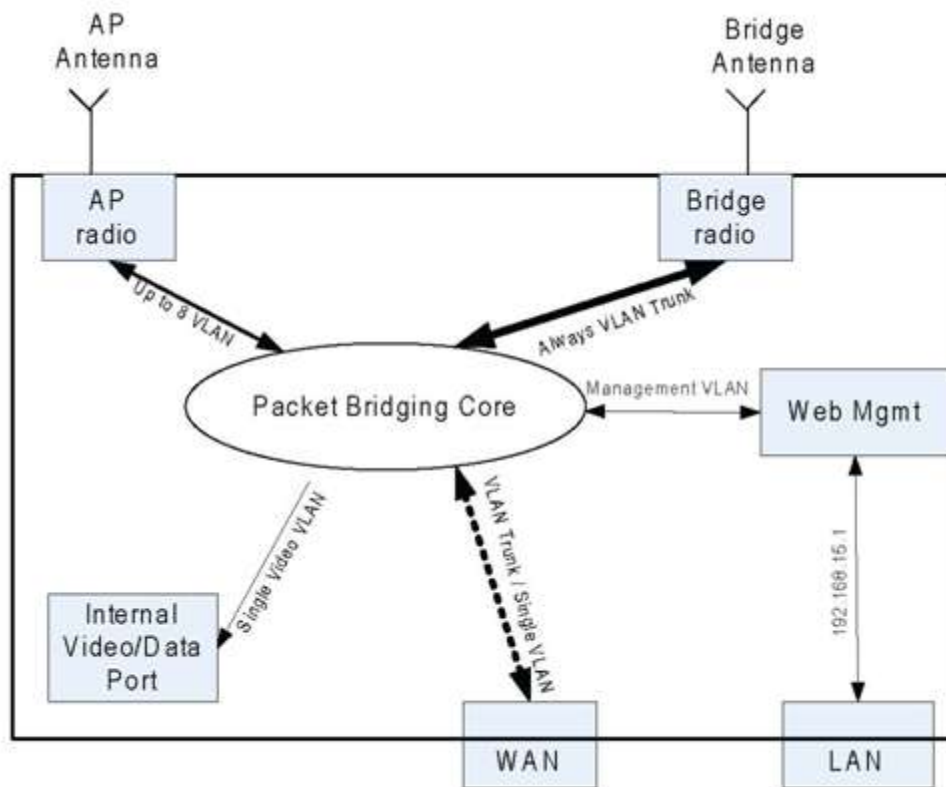 AP
Antenna
Bridge
Antenna
AP
radio
Bridge
radio
Up to 8 VLAN
Always VLAN Trunk
Packet Bridging Core
Management VLAN
Web Mgmt
Single Video VLAN
VLAN Trunk / Single VLAN
192.168.15.1
Internal
Video/Data
Port
WAN
LAN